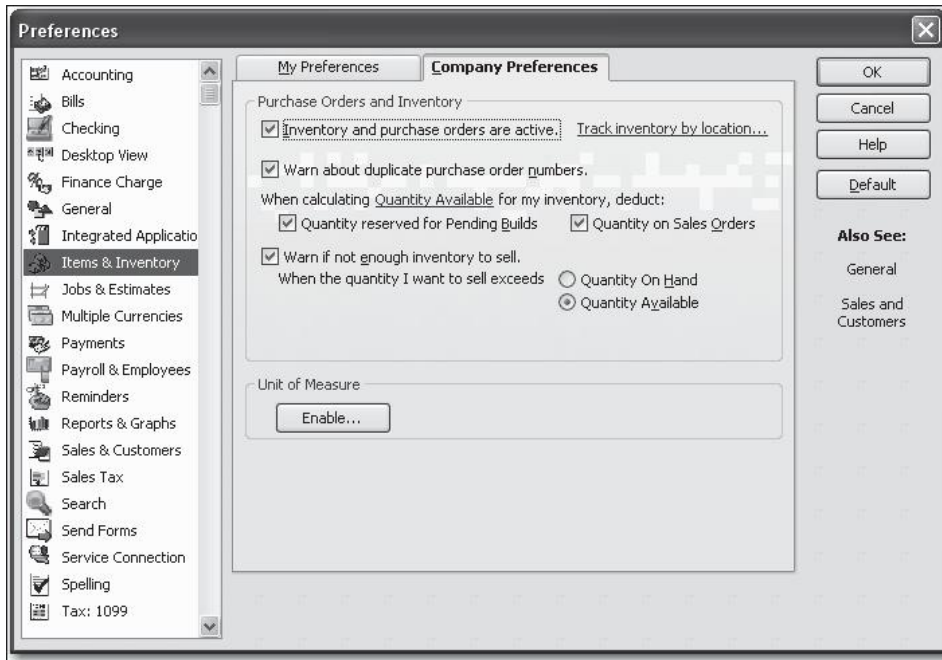 Preferences
Accounting
Bills
Checking
Desktop View
Finance Charge
General
Integrated Applicatio
Items & Inventory
Jobs & Estimates
Multiple Currencies
Payments
Payroll & Employees
Reminders
Reports & Graphs
Sales & Customers
Sales Tax
Search
Send Forms
Service Connection
Spelling
Tax: 1099
My Preferences
Company Preferences
Purchase Orders and Inventory
Inventory and purchase orders are active. Track inventory by location...
Warn about duplicate purchase order numbers.
When calculating Quantity Available for my inventory, deduct:
Quantity reserved for Pending Builds Quantity on Sales Orders
Warn if not enough inventory to sell.
When the quantity I want to sell exceeds Quantity On Hand
Quantity Available
Unit of Measure
Enable...
OK
Cancel
Help
Default
Also See:
General
Sales and
Customers